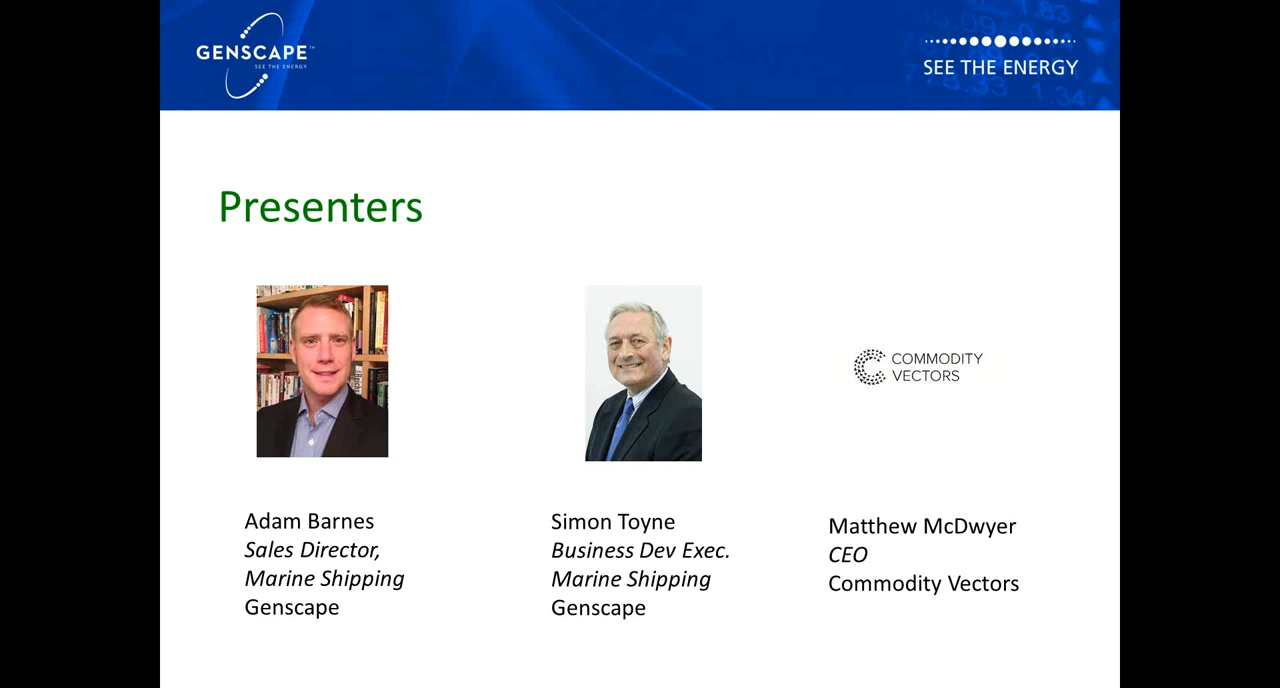 GENSCAPE™
SEE THE ENERGY
SEE THE ENERGY
Presenters
COMMODITY
VECTORS
Adam Barnes
Sales Director,
Marine Shipping
Genscape
Simon Toyne
Business Dev Exec.
Marine Shipping
Genscape
Matthew McDwyer
CEO
Commodity Vectors